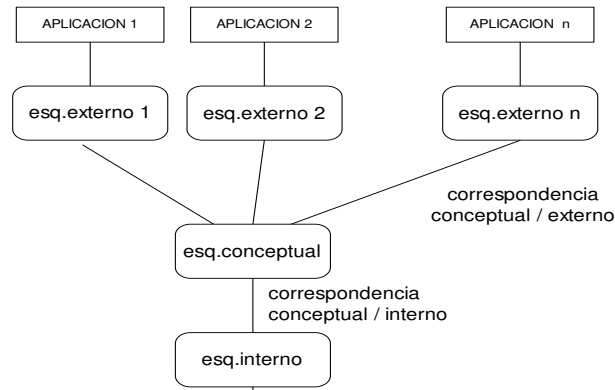 APLICACION 1
APLICACION 2
APLICACION n
esq.externo 1
esq.externo 2
esq.externo n
correspondencia
conceptual / externo
esq.conceptual
correspondencia
conceptual / interno
esq.interno